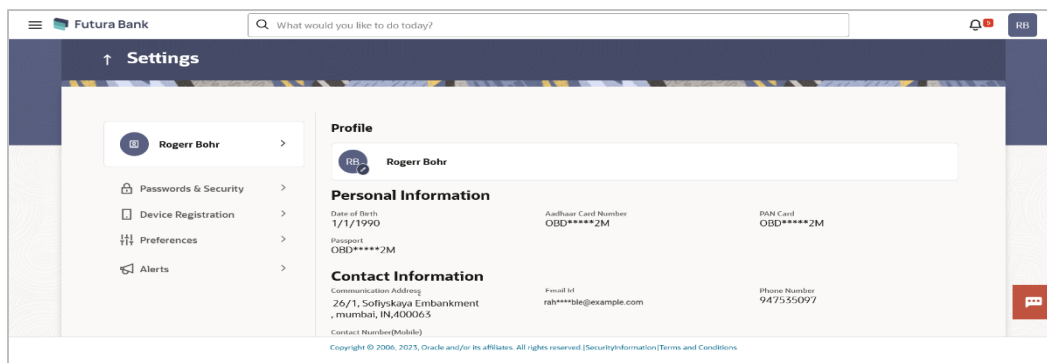 Futura Bank
What would you like to do today?
5
RB
↑ Settings
Rogerr Bohr
Passwords & Security
Device Registration
Preferences
Alerts
Profile
RB
Rogerr Bohr
Personal Information
Date of Birth
1/1/1990
Aadhaar Card Number
OBD*****2M
PAN Card
OBD*****2M
Passport
OBD*****2M
Contact Information
Communication Address
26/1, Sofiyskaya Embankment
, mumbai, IN,400063
Email Id
rah****ble@example.com
Phone Number
947535097
Contact Number(Mobile)
Copyright © 2006, 2023, Oracle and/or its affiliates. All rights reserved.|SecurityInformation|Terms and Conditions